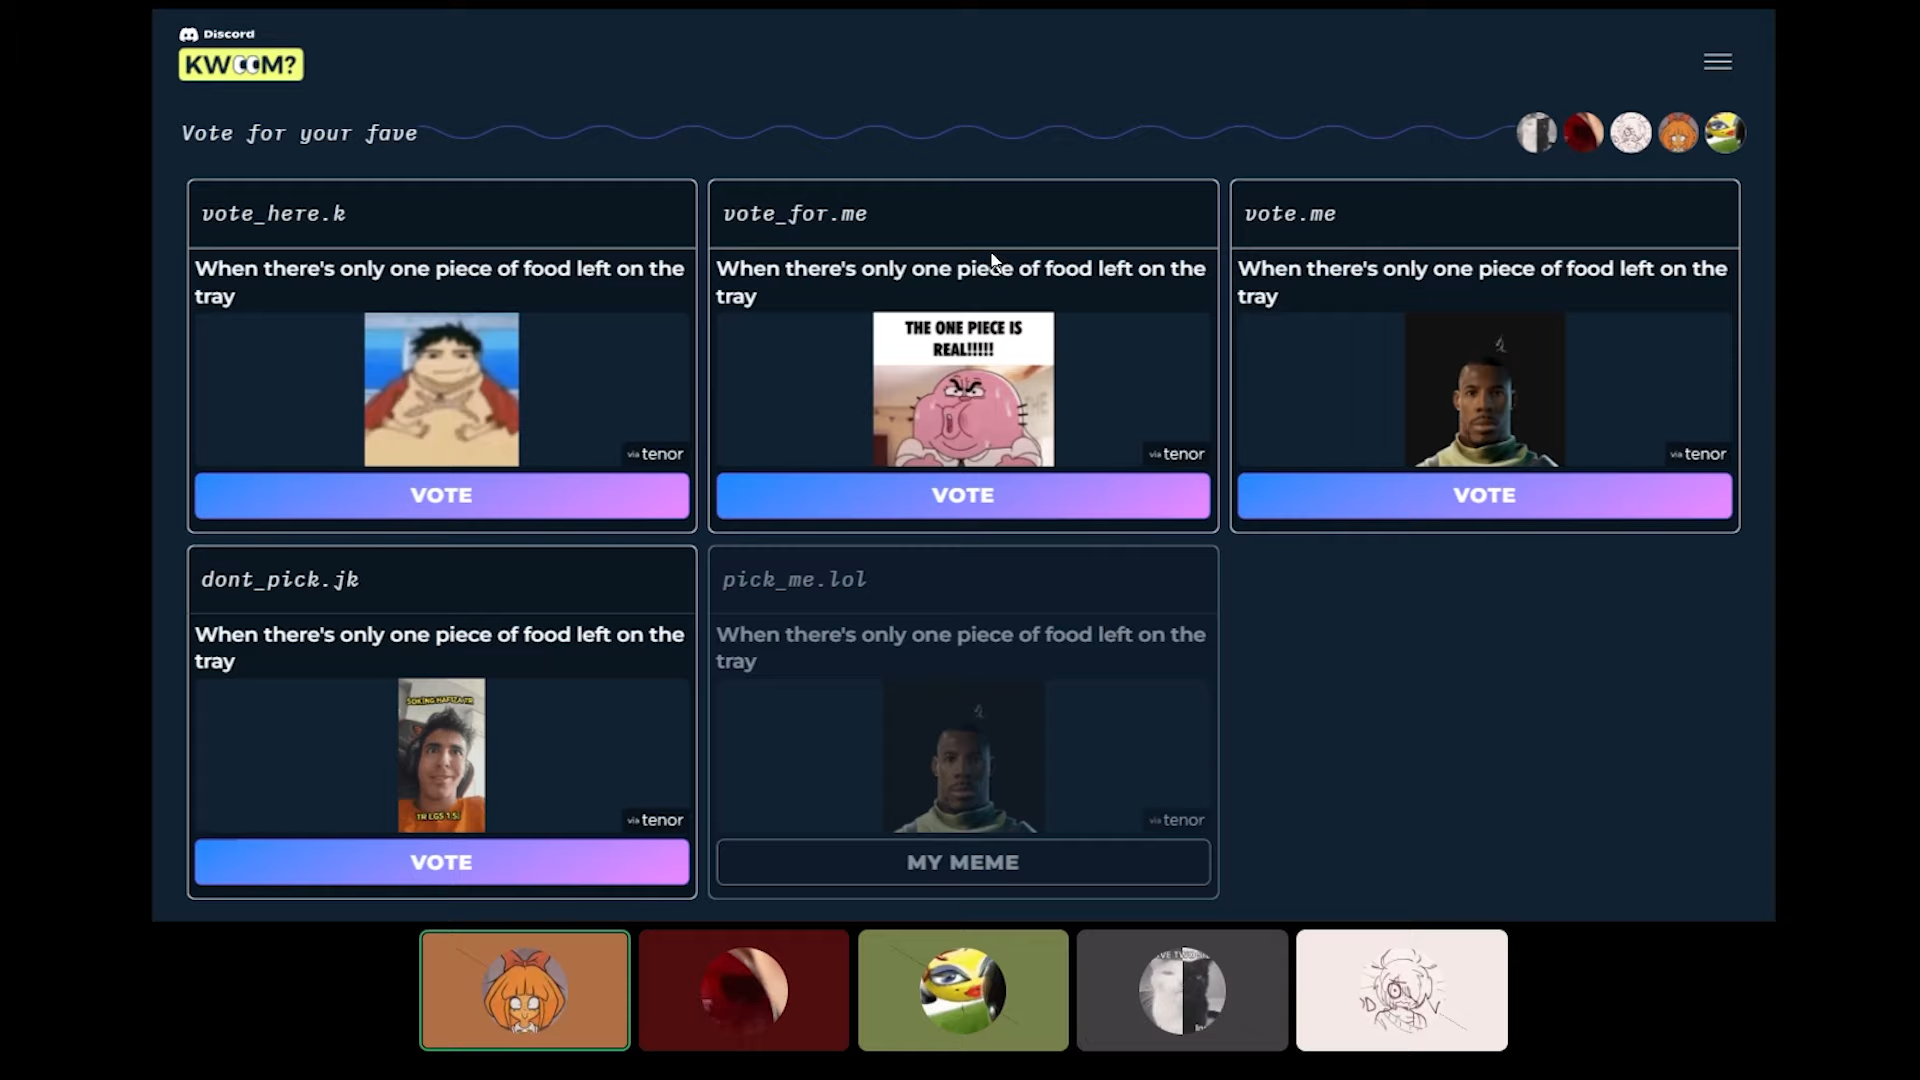 Discord
KWOOM?
Vote for your fave
vote_here.k
When there's only one piece of food left on the
tray
via tenor
VOTE
vote_for.me
When there's only one piece of food left on the
tray
THE ONE PIECE IS
REAL!!!!!
via tenor
VOTE
vote.me
When there's only one piece of food left on the
tray
via tenor
VOTE
dont_pick.jk
When there's only one piece of food left on the
tray
via tenor
VOTE
pick_me.lol
When there's only one piece of food left on the
tray
via tenor
MY MEME